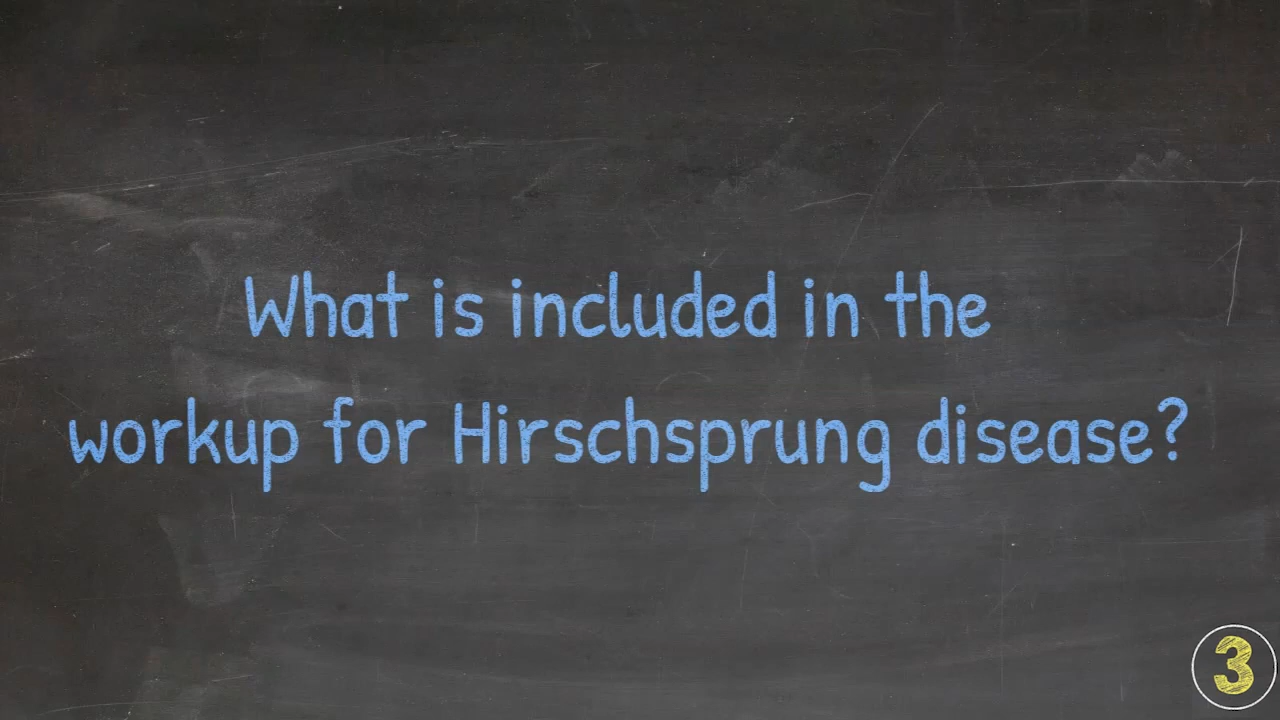 What is included in the
workup for Hirschsprung disease?
3